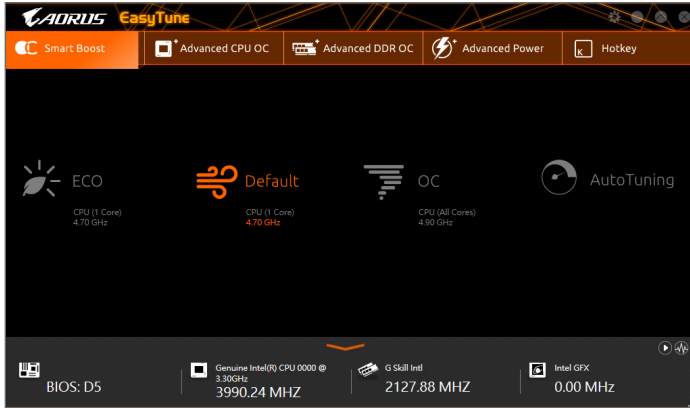 AORUS EasyTune
Smart Boost
Advanced CPU OC
Advanced DDR OC
Advanced Power
K
Hotkey
ECO
CPU (1 Core)
4.70 GHz
Default
CPU (1 Core)
4.70 GHz
OC
CPU (All Cores)
4.90 GHz
AutoTuning
BIOS: D5
Genuine Intel(R) CPU 0000 @
3.30GHz
3990.24 MHZ
G Skill Intl
2127.88 MHZ
Intel GFX
0.00 MHz